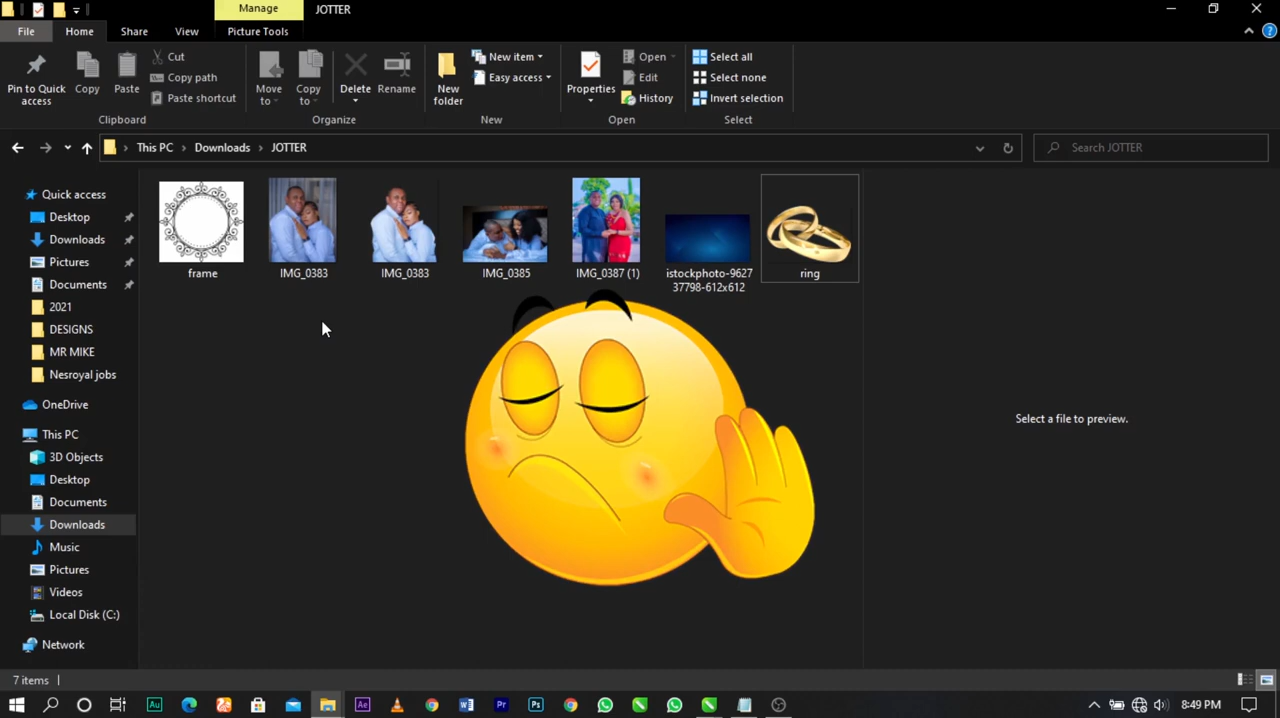 Manage
JOTTER
File
Home
Share
View
Picture Tools
Pin to Quick
access
Copy
Paste
Cut
Copy path
Paste shortcut
Clipboard
Move
to
Copy
to
Delete
Rename
Organize
New
folder
New item
Easy access
New
Properties
Open
Edit
History
Open
Select all
Select none
Invert selection
Select
This PC > Downloads > JOTTER
Search JOTTER
Quick access
Desktop
Downloads
Pictures
Documents
2021
DESIGNS
MR MIKE
Nesroyal jobs
OneDrive
This PC
3D Objects
Desktop
Documents
Downloads
Music
Pictures
Videos
Local Disk (C:)
Network
frame
IMG_0383
IMG_0383
IMG_0385
IMG_0387 (1)
istockphoto-9627
37798-612x612
ring
Select a file to preview.
7 items
Au
Ae
W
Pr
Ps
8:49 PM